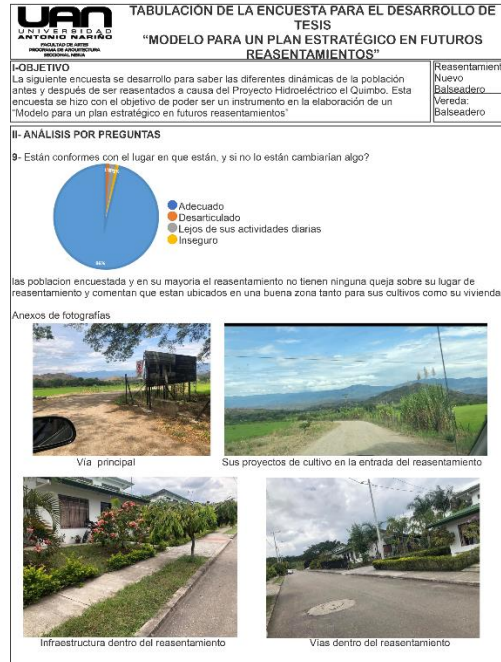 UAN
UNIVERSIDAD
ANTONIO NARIÑO
FACULTAD DE ARTES
PROGRAMA DE ARQUITECTURA
SECCIONAL NEIVA
TABULACIÓN DE LA ENCUESTA PARA EL DESARROLLO DE
TESIS
“MODELO PARA UN PLAN ESTRATÉGICO EN FUTUROS
REASENTAMIENTOS”
I-OBJETIVO
La siguiente encuesta se desarrollo para saber las diferentes dinámicas de la población
antes y después de ser reasentados a causa del Proyecto Hidroeléctrico el Quimbo. Esta
encuesta se hizo con el objetivo de poder ser un instrumento en la elaboración de un
“Modelo para un plan estratégico en futuros reasentamientos”
Reasentamient
Nuevo
Balseadero
Vereda:
Balseadero
II- ANÁLISIS POR PREGUNTAS
9- Están conformes con el lugar en que están, y si no lo están cambiarían algo?
Adecuado
Desarticulado
Lejos de sus actividades diarias
Inseguro
las poblacion encuestada y en su mayoria el reasentamiento no tienen ninguna queja sobre su lugar de
reasentamiento y comentan que estan ubicados en una buena zona tanto para sus cultivos como su vivienda
Anexos de fotografías
Vía principal
Sus proyectos de cultivo en la entrada del reasentamiento
Infraestructura dentro del reasentamiento
Vias dentro del reasentamiento